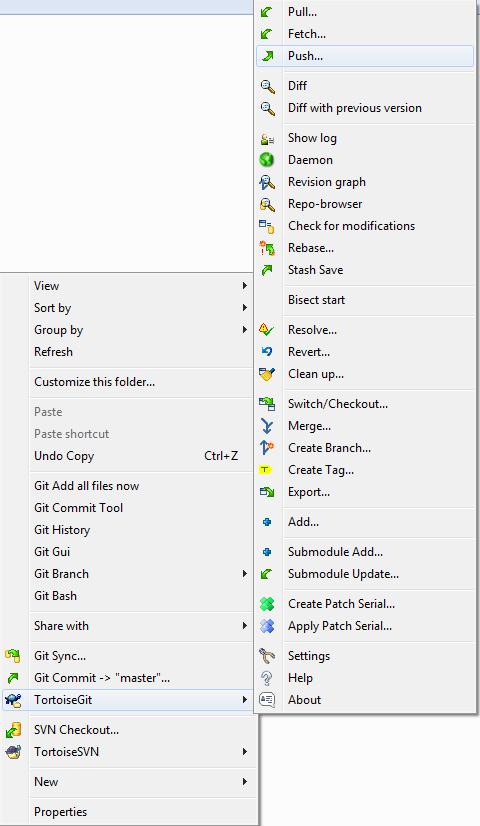 Pull...
Fetch...
Push...
Diff
Diff with previous version
Show log
Daemon
Revision graph
Repo-browser
Check for modifications
Rebase...
Stash Save
Bisect start
Resolve...
Revert...
Clean up...
Switch/Checkout...
Merge...
Create Branch...
Create Tag...
Export...
Add...
Submodule Add...
Submodule Update...
Create Patch Serial...
Apply Patch Serial...
Settings
Help
About
View
Sort by
Group by
Refresh
Customize this folder...
Paste
Paste shortcut
Undo Copy Ctrl+Z
Git Add all files now
Git Commit Tool
Git History
Git Gui
Git Branch
Git Bash
Share with
Git Sync...
Git Commit -> "master"...
TortoiseGit
SVN Checkout...
TortoiseSVN
New
Properties